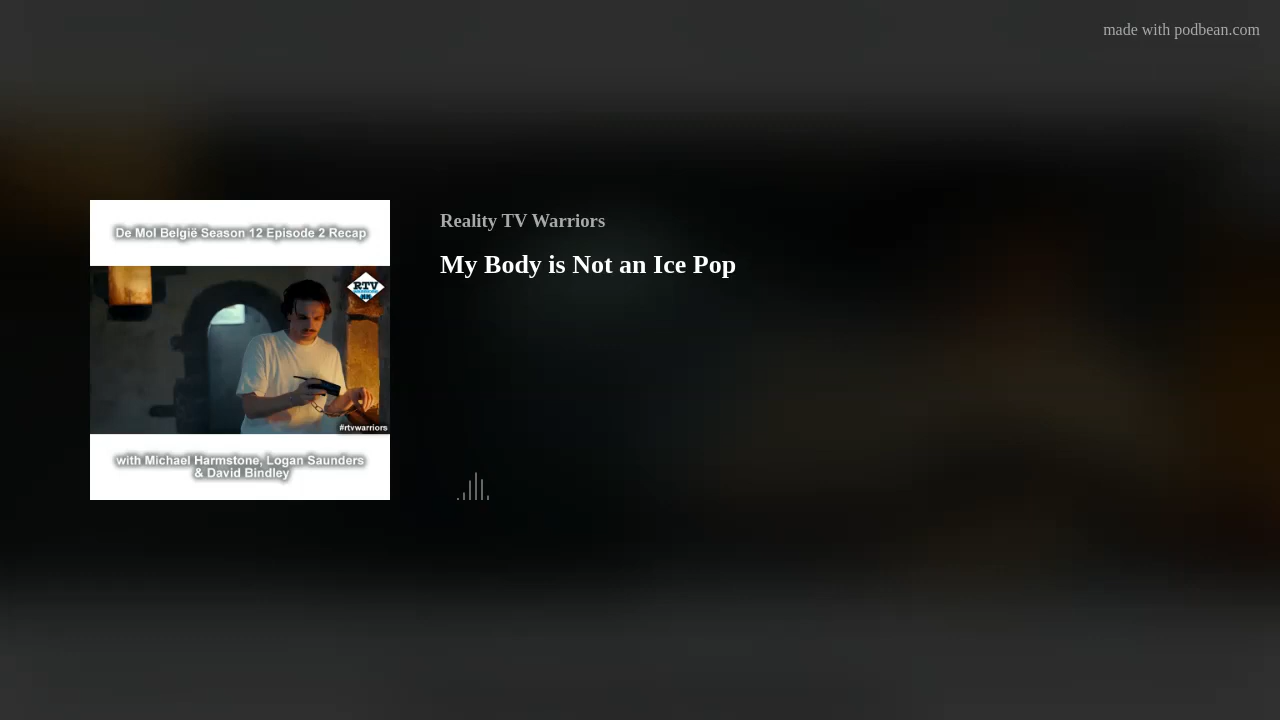 made with podbean.com
De Mol België Season 12 Episode 2 Recap
RTV
#rtvwarriors
with Michael Harmstone, Logan Saunders
& David Bindley
Reality TV Warriors
My Body is Not an Ice Pop